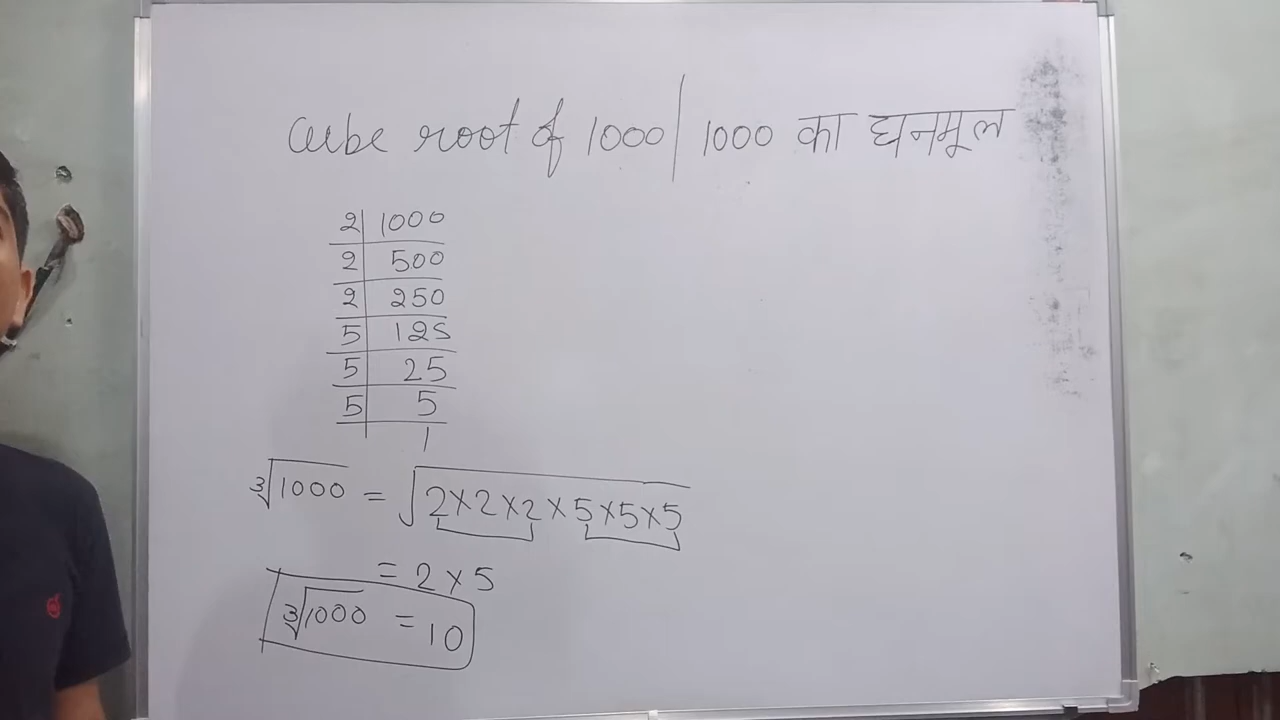 cube root of 1000 | 1000 का घनमूल
2 | 1000
2 | 500
2 | 250
5 | 125
5 | 25
5 | 5
1
∛1000 = √2×2×2×5×5×5
= 2×5
∛1000 = 10